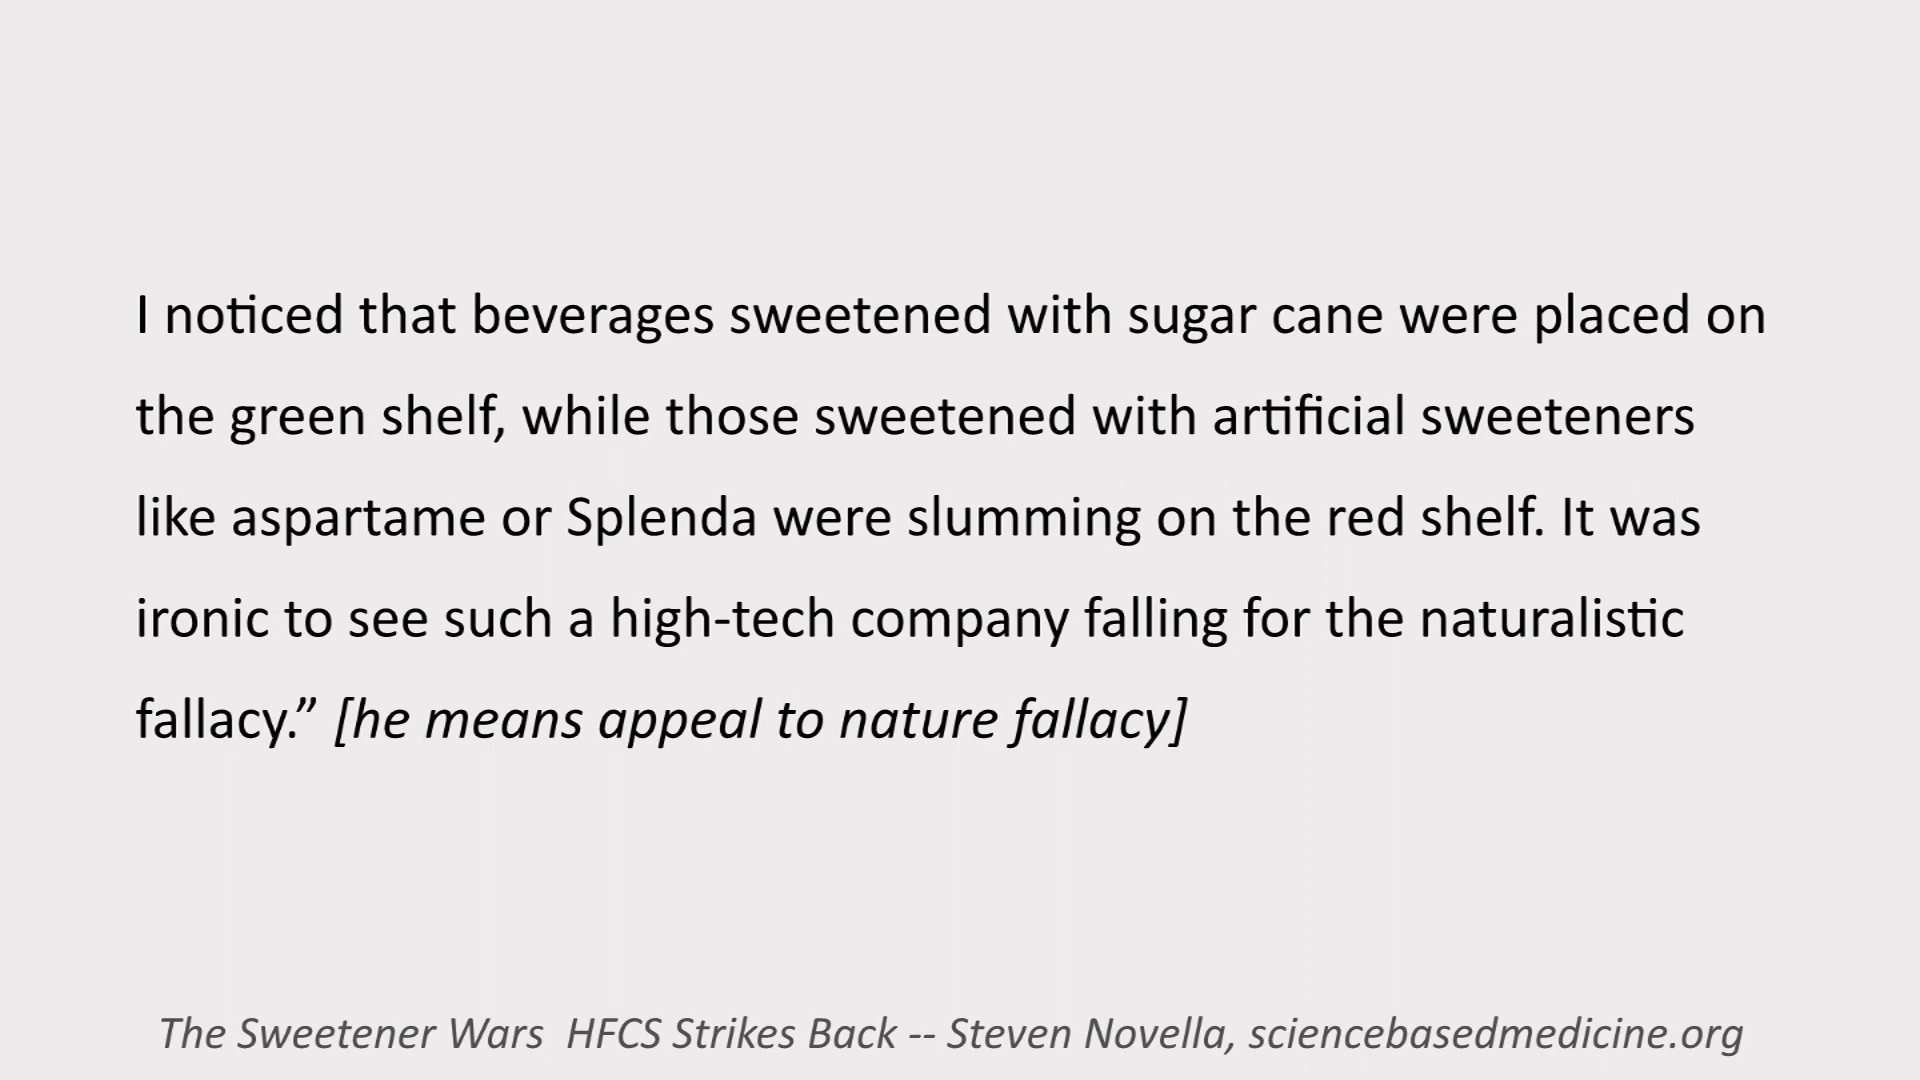 I noticed that beverages sweetened with sugar cane were placed on
the green shelf, while those sweetened with artificial sweeteners
like aspartame or Splenda were slumming on the red shelf. It was
ironic to see such a high-tech company falling for the naturalistic
fallacy.” [he means appeal to nature fallacy]
The Sweetener Wars  HFCS Strikes Back -- Steven Novella, sciencebasedmedicine.org